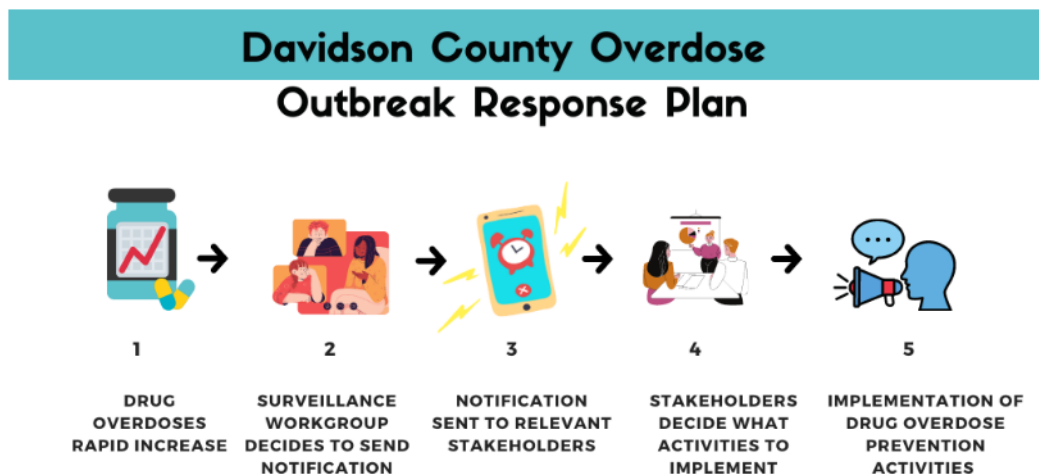 Davidson County Overdose
Outbreak Response Plan
1
DRUG
OVERDOSES
RAPID INCREASE
2
SURVEILLANCE
WORKGROUP
DECIDES TO SEND
NOTIFICATION
3
NOTIFICATION
SENT TO RELEVANT
STAKEHOLDERS
4
STAKEHOLDERS
DECIDE WHAT
ACTIVITIES TO
IMPLEMENT
5
IMPLEMENTATION OF
DRUG OVERDOSE
PREVENTION
ACTIVITIES